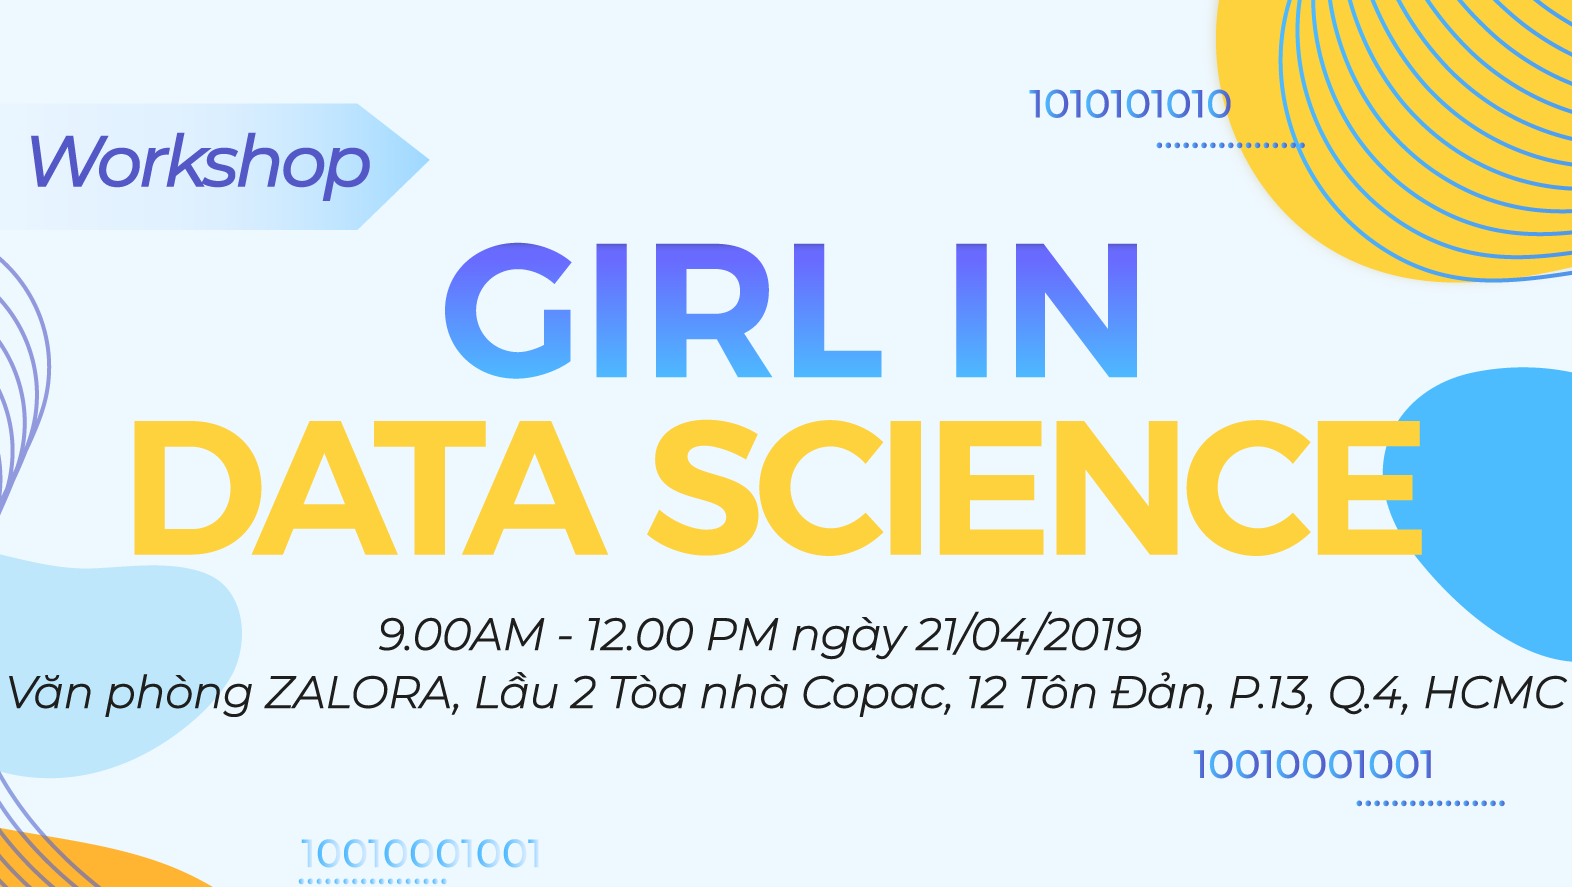 1010101010
Workshop
GIRL IN
DATA SCIENCE
9.00AM - 12.00 PM ngày 21/04/2019
Văn phòng ZALORA, Lầu 2 Tòa nhà Copac, 12 Tôn Đản, P.13, Q.4, HCMC
10010001001
10010001001